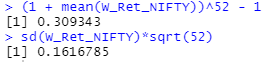 > (1 + mean(W_Ret_NIFTY))^52 - 1
[1] 0.309343
> sd(W_Ret_NIFTY)*sqrt(52)
[1] 0.1616785